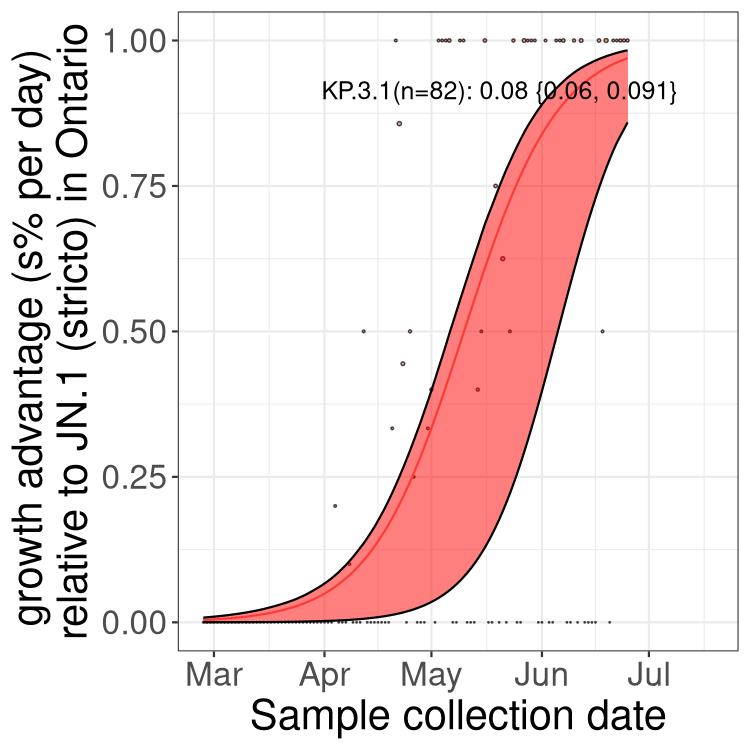 growth advantage (s% per day)
relative to JN.1 (stricto) in Ontario
1.00
0.75
0.50
0.25
0.00
KP.3.1(n=82): 0.08 {0.06, 0.091}
Mar Apr May Jun Jul
Sample collection date